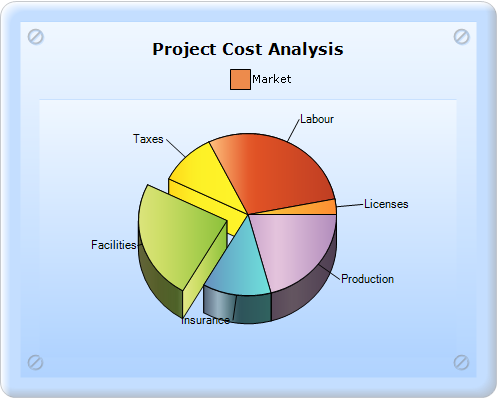 Project Cost Analysis
Market
Labour
Taxes
Licenses
Facilities
Production
Insurance